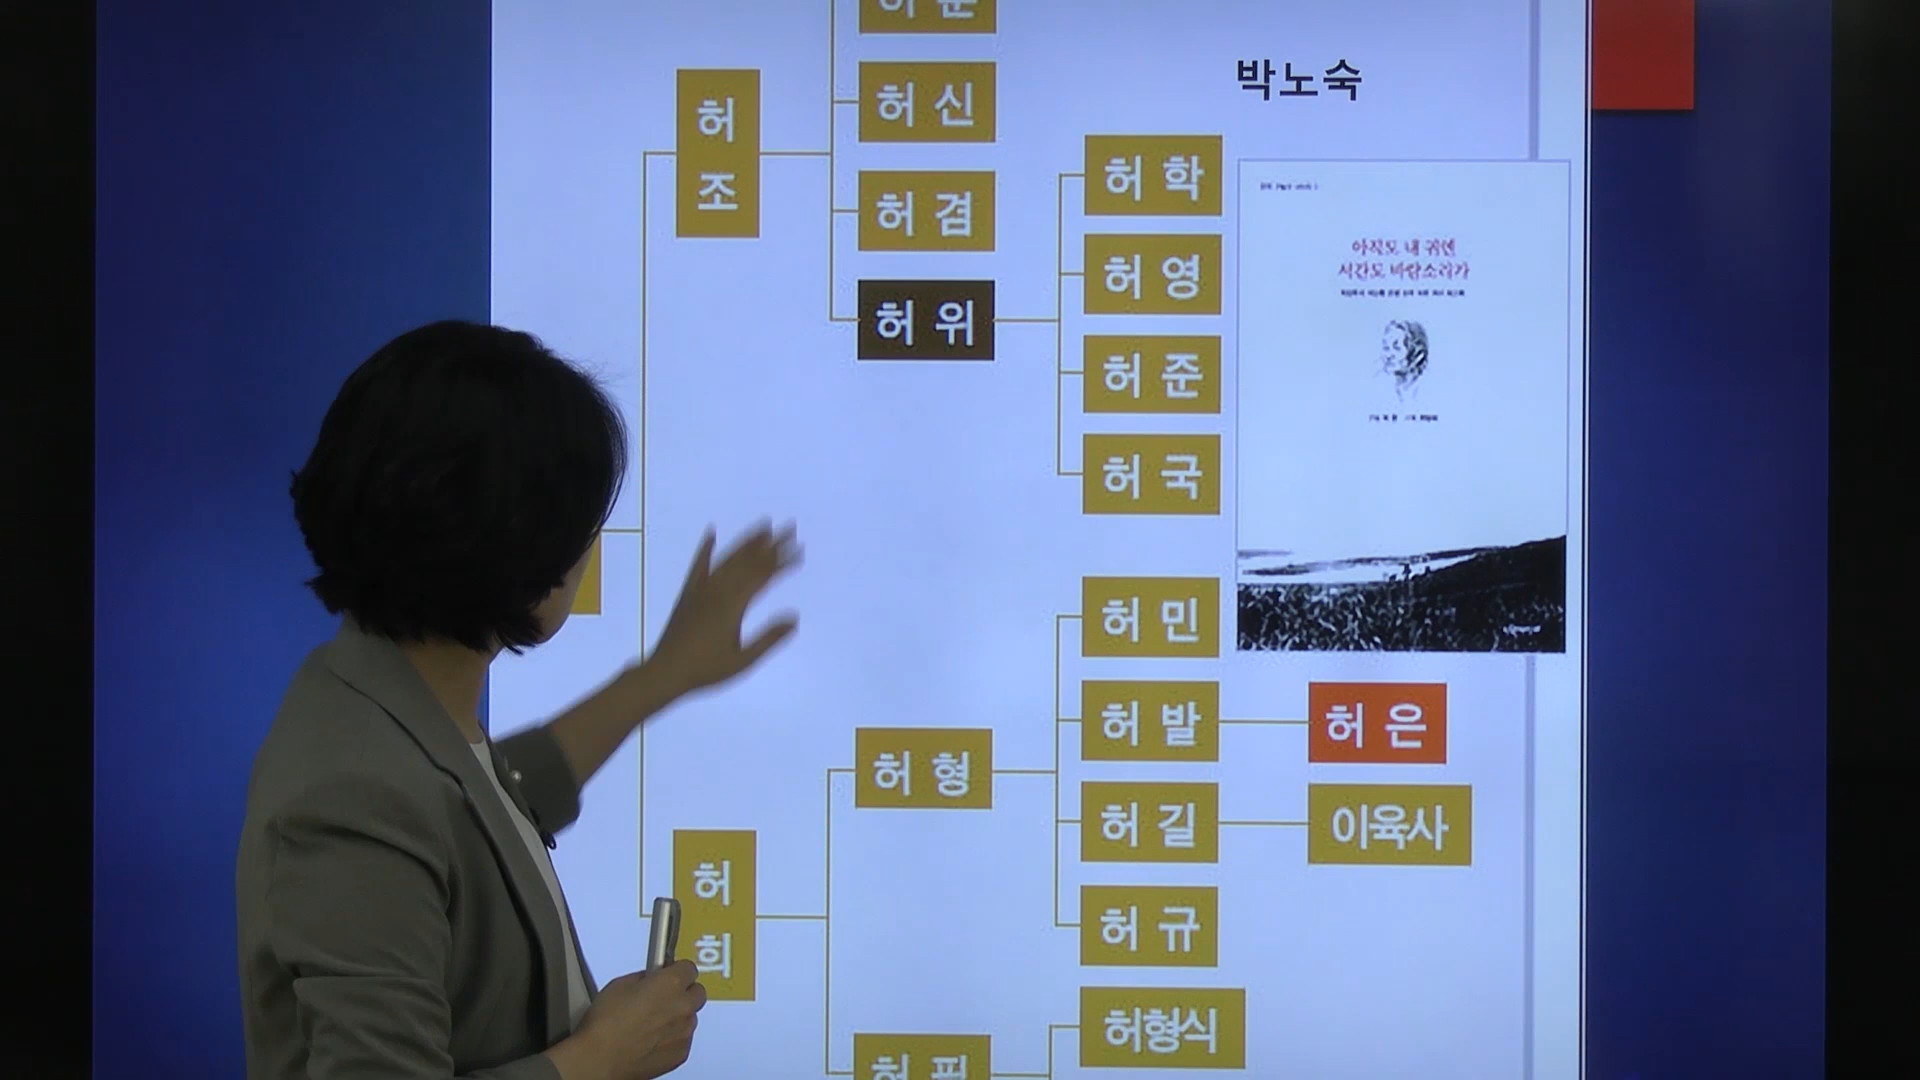 박노숙
허
조
허 신
허 겸
허 위
허 학
허 영
허 준
허 국
아직도 내 귀엔
서간도 바람소리가
허 민
허 발
허 은
허 형
허 길
이육사
허 규
허
희
허형식